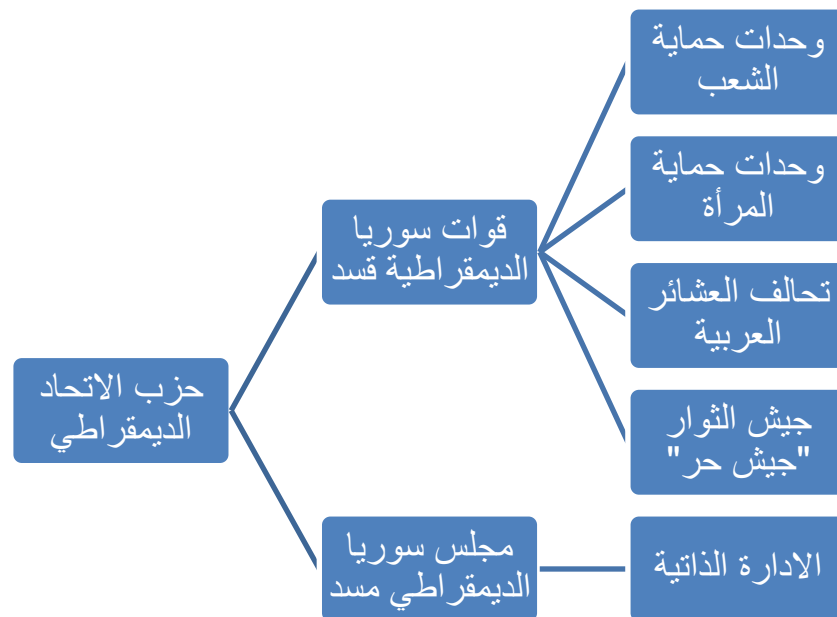 وحدات حماية
الشعب
وحدات حماية
المرأة
قوات سوريا
الديمقراطية قسد
تحالف العشائر
العربية
حزب الاتحاد
الديمقراطي
جيش الثوار
"جيش حر"
مجلس سوريا
الديمقراطي مسد
الادارة الذاتية